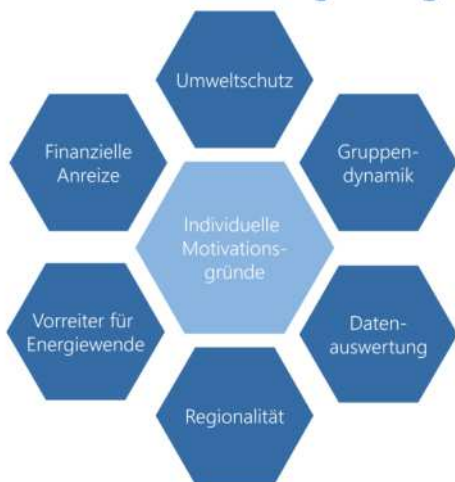 Umweltschutz
Finanzielle
Anreize
Gruppen-
dynamik
Individuelle
Motivations-
gründe
Vorreiter für
Energiewende
Daten-
auswertung
Regionalität